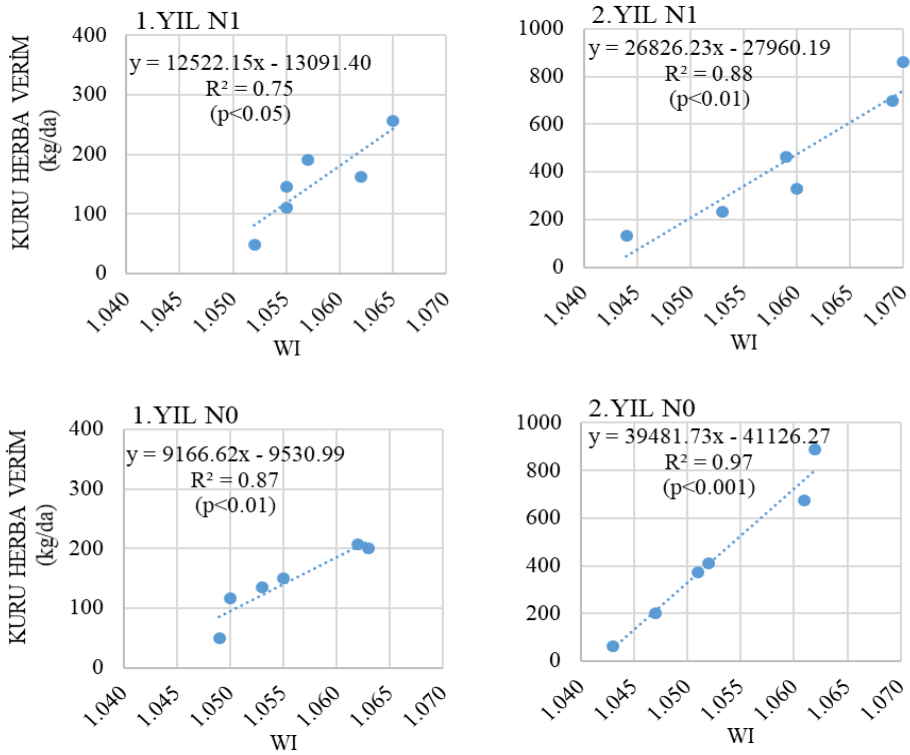 1.YIL N1
y = 12522.15x - 13091.40
R² = 0.75
(p<0.05)
KURU HERBA VERİM
(kg/da)
400
300
200
100
0
1.040
1.045
1.050
1.055
1.060
1.065
1.070
WI
2.YIL N1
y = 26826.23x - 27960.19
R² = 0.88
(p<0.01)
1000
800
600
400
200
0
1.040
1.045
1.050
1.055
1.060
1.065
1.070
WI
1.YIL N0
y = 9166.62x - 9530.99
R² = 0.87
(p<0.01)
KURU HERBA VERİM
(kg/da)
400
300
200
100
0
1.040
1.045
1.050
1.055
1.060
1.065
1.070
WI
2.YIL N0
y = 39481.73x - 41126.27
R² = 0.97
(p<0.001)
1000
800
600
400
200
0
1.040
1.045
1.050
1.055
1.060
1.065
1.070
WI